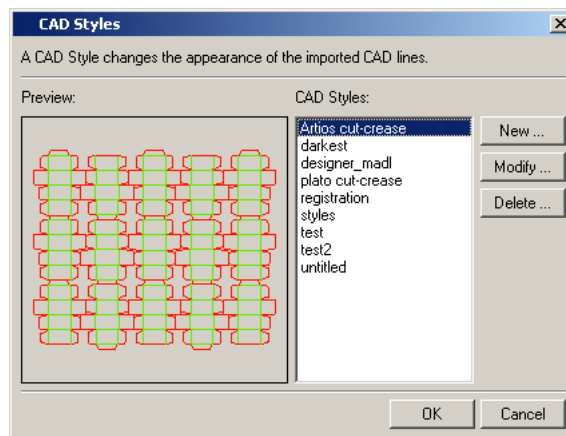 CAD Styles
A CAD Style changes the appearance of the imported CAD lines.
Preview:
CAD Styles:
Artios cut-crease
darkest
designer_madl
plato cut-crease
registration
styles
test
test2
untitled
New ...
Modify ...
Delete ...
OK
Cancel